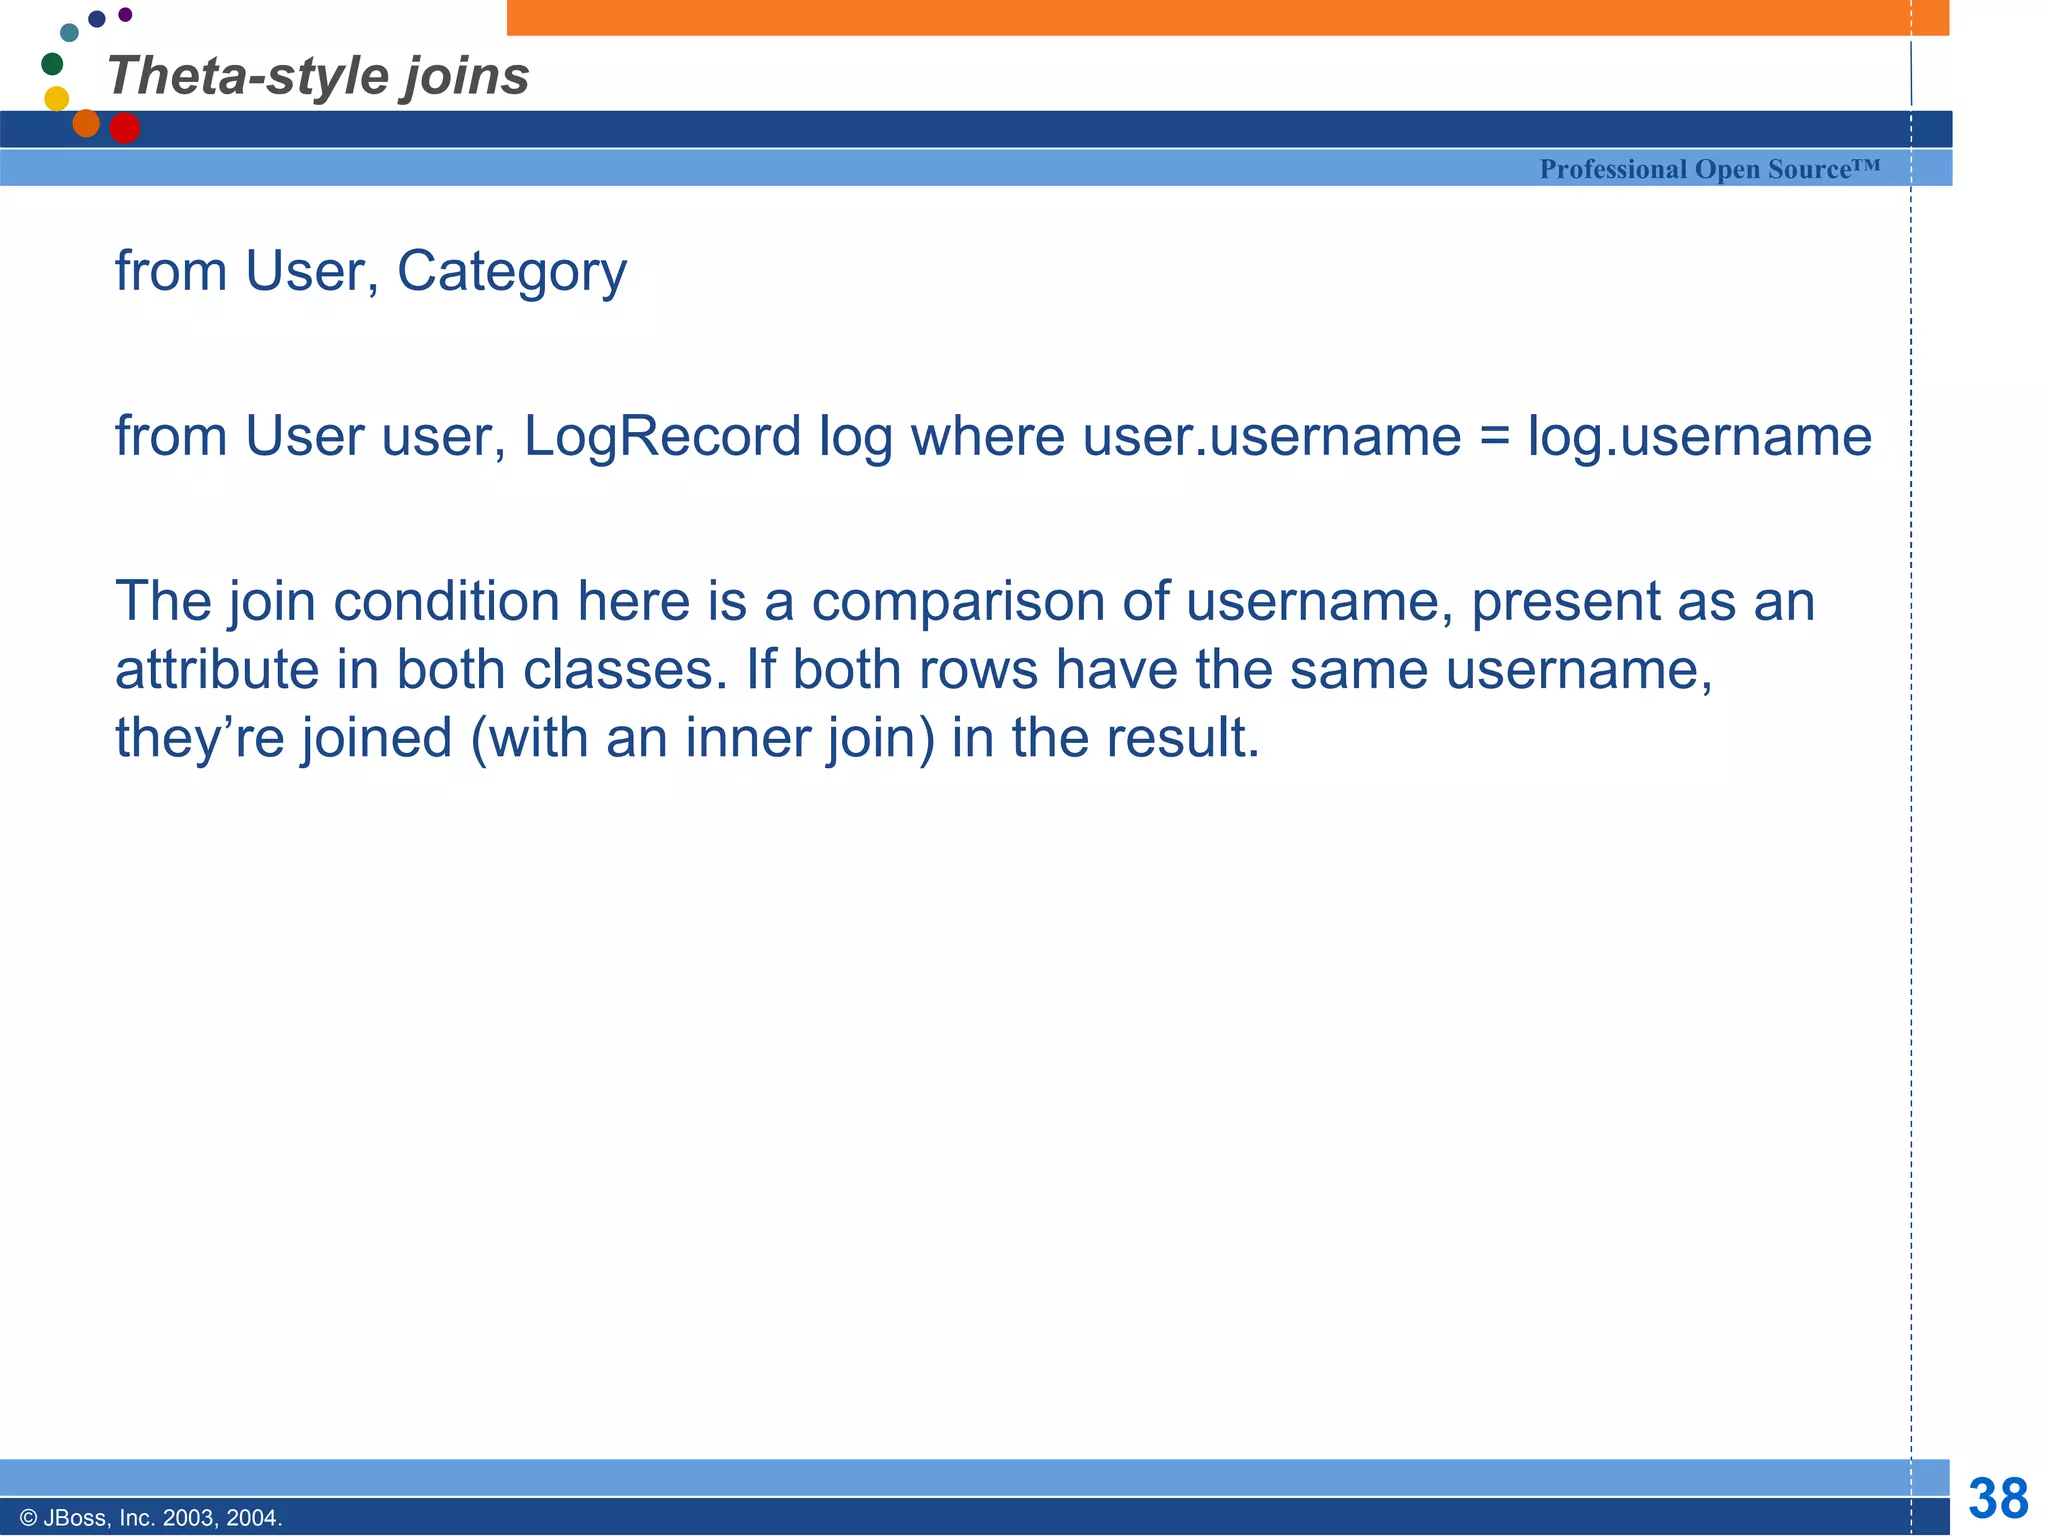 Theta-style joins
Professional Open Source™
from User, Category
from User user, LogRecord log where user.username = log.username
The join condition here is a comparison of username, present as an
attribute in both classes. If both rows have the same username,
they’re joined (with an inner join) in the result.
© JBoss, Inc. 2003, 2004.
38